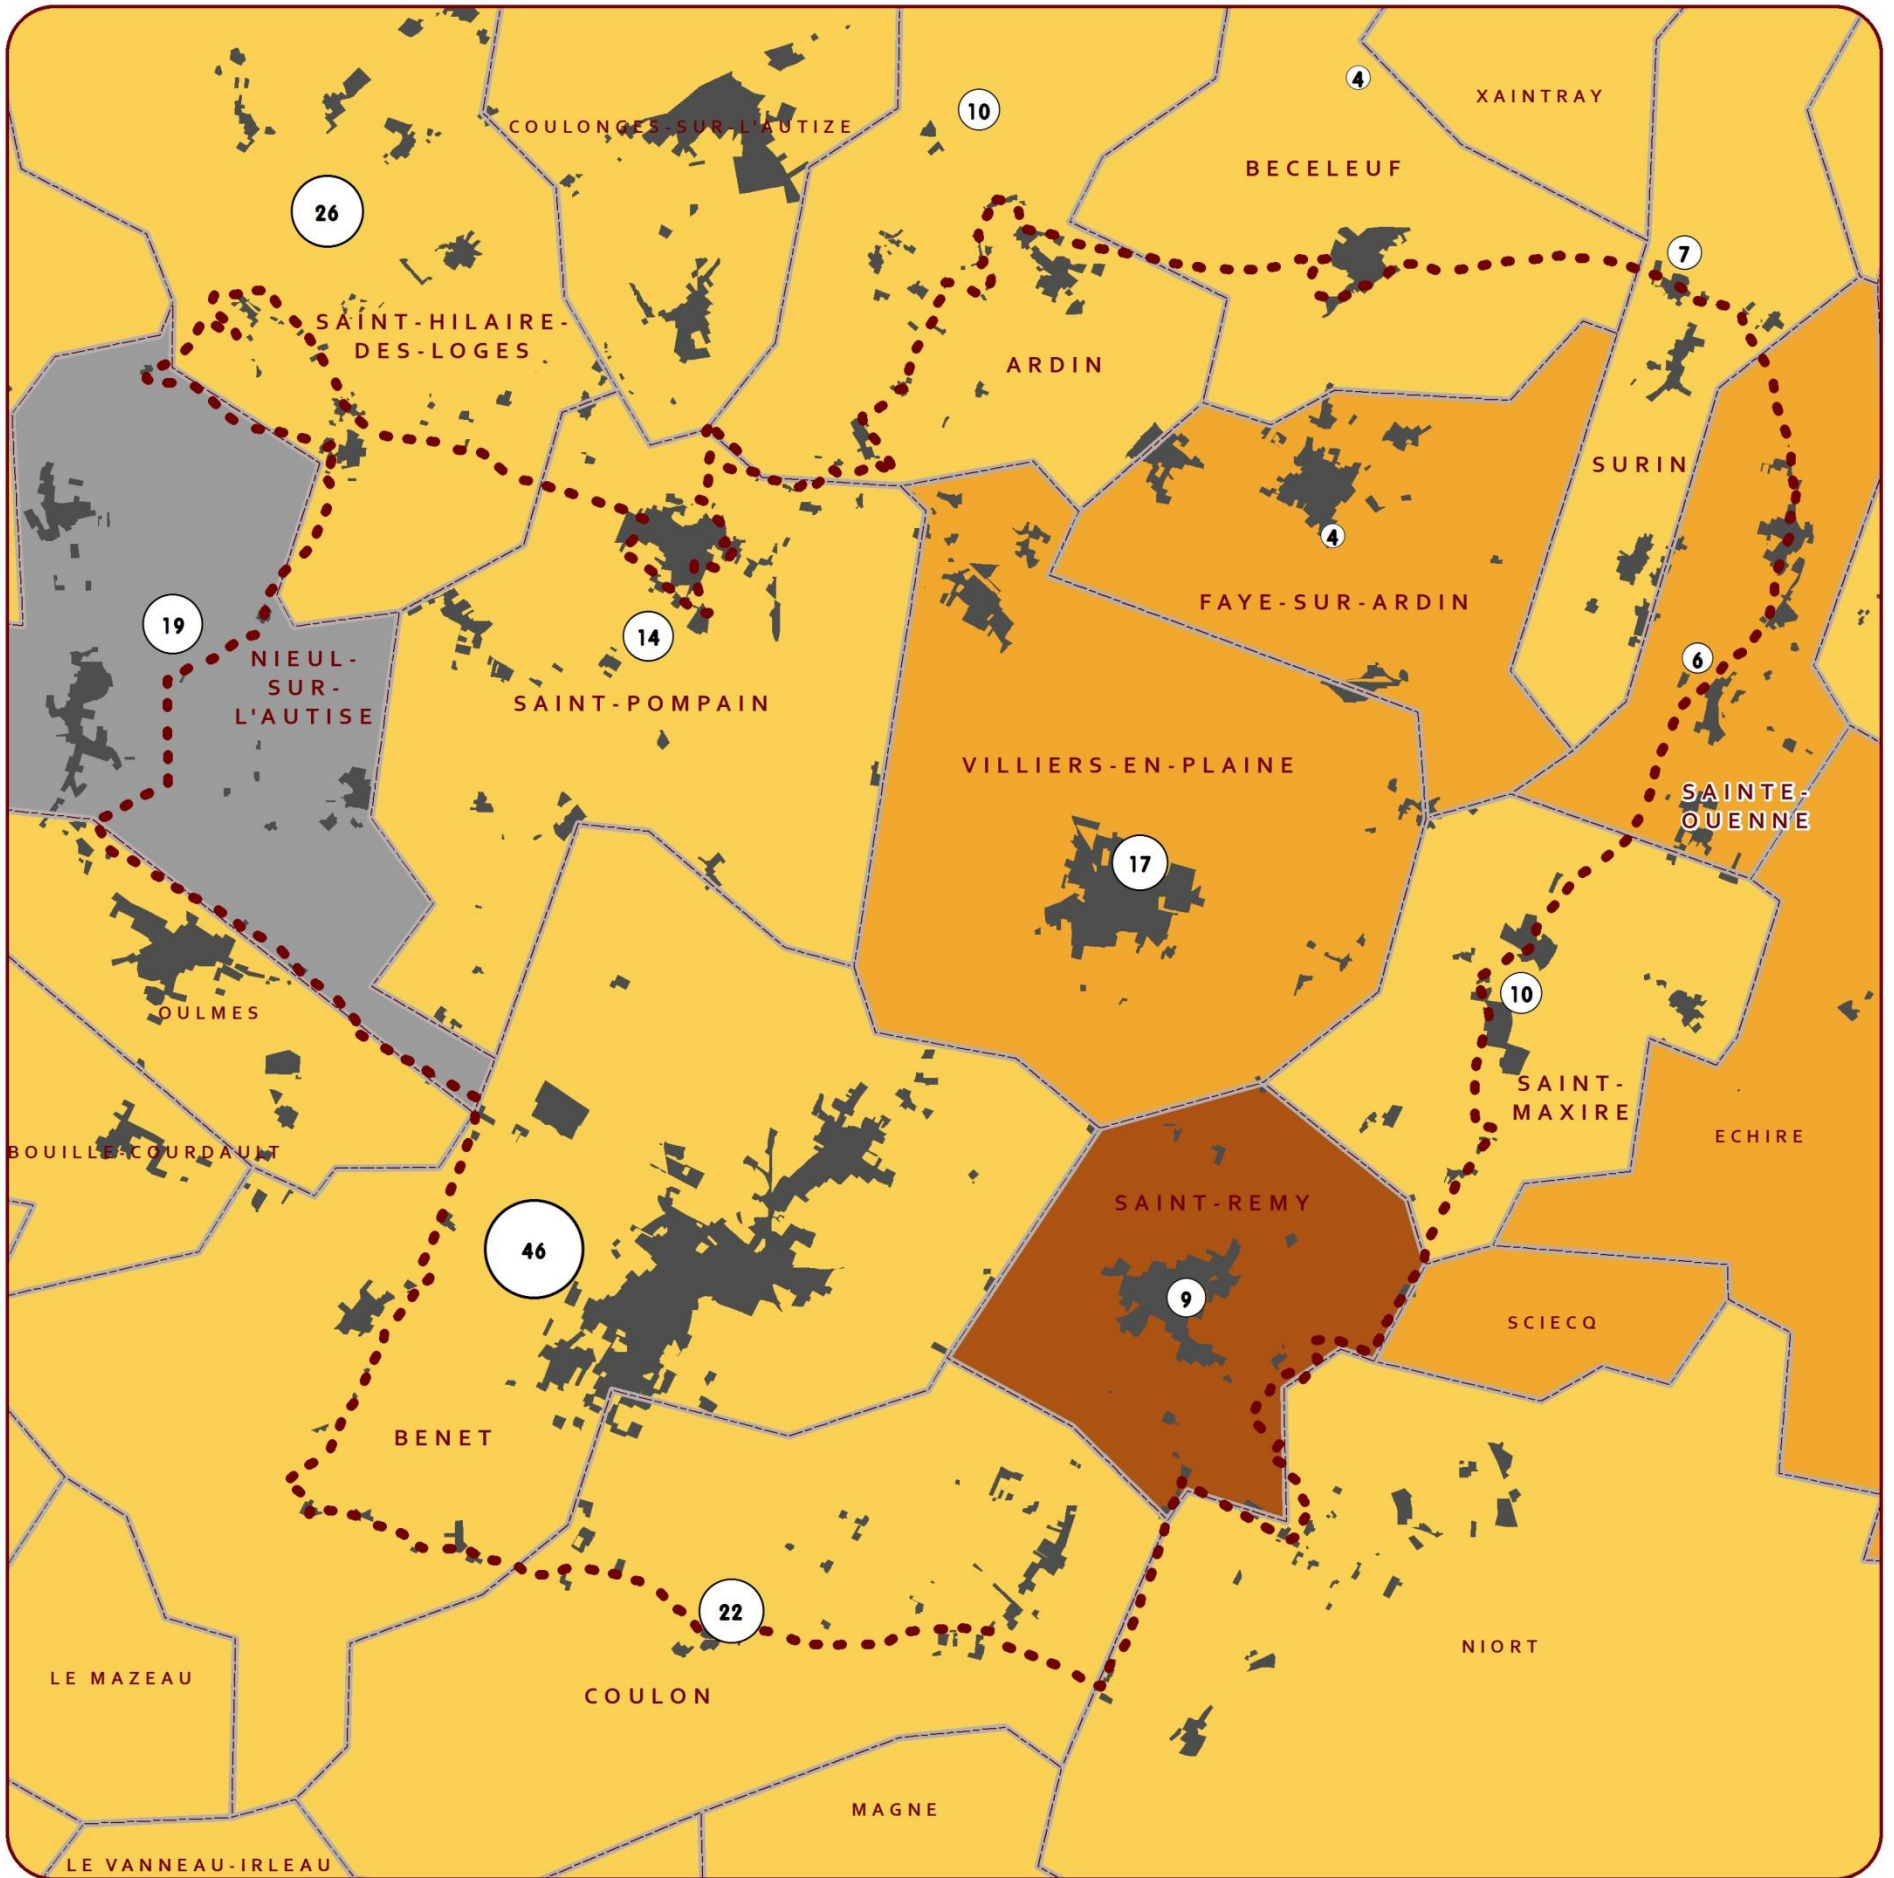 4
XAINTRAY
10
COULONGES-SUR-L'AUTIZE
BECELEUF
26
7
SAINT-HILAIRE-
DES-LOGES
ARDIN
SURIN
4
FAYE-SUR-ARDIN
19
14
NIEUL-
SUR-
L'AUTISE
6
SAINT-POMPAIN
VILLIERS-EN-PLAINE
SAINTE-
OUENNE
17
10
OULMES
SAINT-
MAXIRE
ECHIRE
BOUILLE-COURDAULT
SAINT-REMY
46
9
SCIECQ
BENET
22
NIORT
LE MAZEAU
COULON
MAGNE
LE VANNEAU-IRLEAU